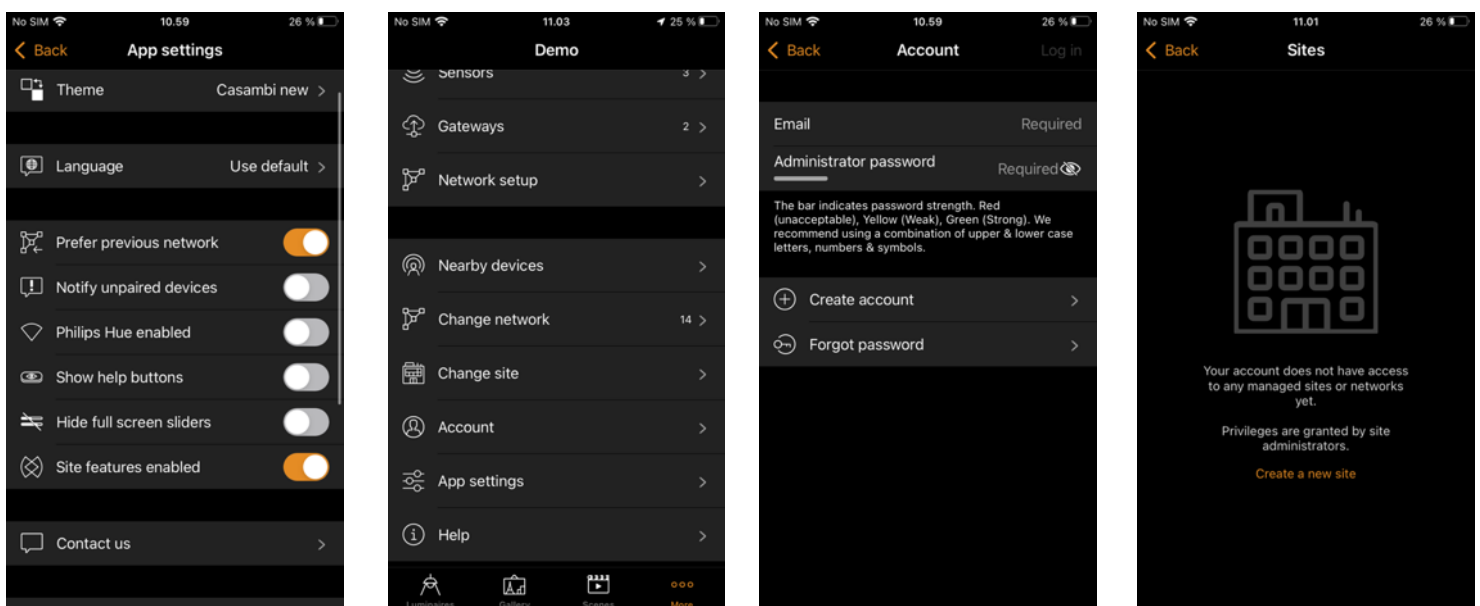 No SIM 10.59 26 %
Back App settings
Theme Casambi new
Language Use default
Prefer previous network
Notify unpaired devices
Philips Hue enabled
Show help buttons
Hide full screen sliders
Site features enabled
Contact us
No SIM 11.03 25 %
Demo
Sensors 3
Gateways 2
Network setup
Nearby devices
Change network 14
Change site
Account
App settings
Help
Luminaires Gallery Scenes More
No SIM 10.59 26 %
Back Account Log in
Email Required
Administrator password Required
The bar indicates password strength. Red
(unacceptable), Yellow (Weak), Green (Strong). We
recommend using a combination of upper & lower case
letters, numbers & symbols.
Create account
Forgot password
No SIM 11.01 26 %
Back Sites
Your account does not have access
to any managed sites or networks
yet.
Privileges are granted by site
administrators.
Create a new site